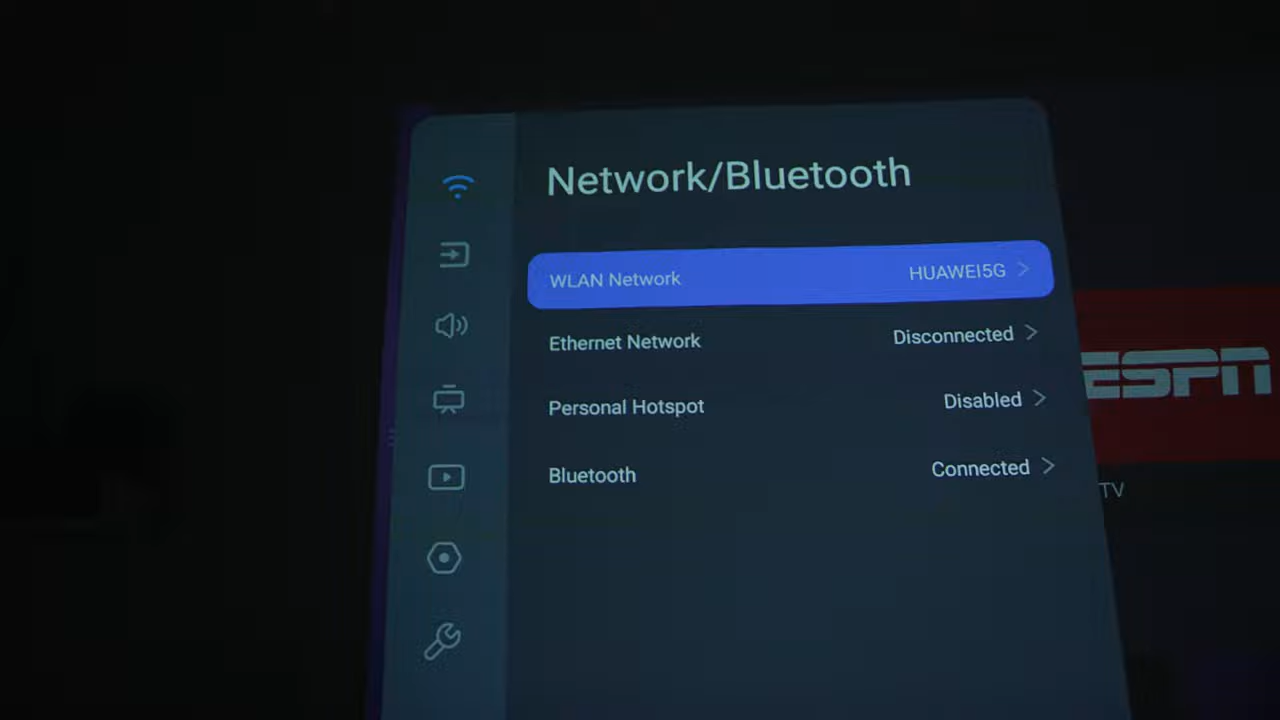 Network/Bluetooth
WLAN Network HUAWEI5G
Ethernet Network Disconnected
Personal Hotspot Disabled
Bluetooth Connected
ESPN
TV